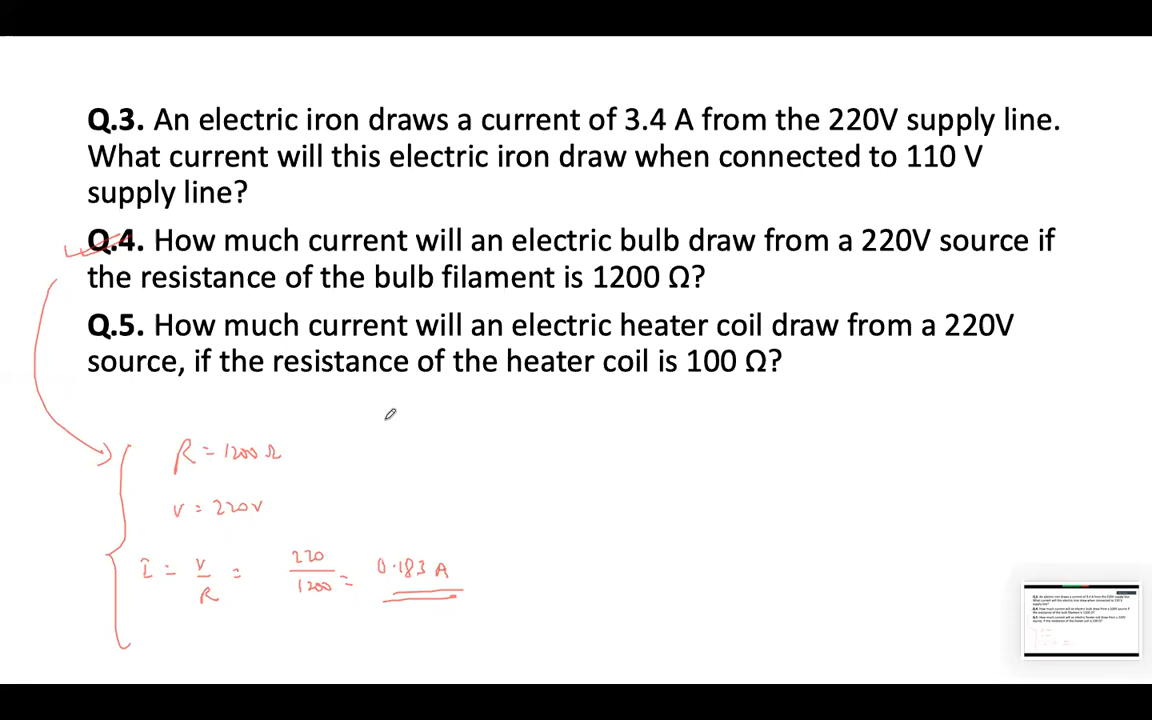 Q.3. An electric iron draws a current of 3.4 A from the 220V supply line.
What current will this electric iron draw when connected to 110 V
supply line?
Q.4. How much current will an electric bulb draw from a 220V source if
the resistance of the bulb filament is 1200 Ω?
Q.5. How much current will an electric heater coil draw from a 220V
source, if the resistance of the heater coil is 100 Ω?
R = 1200 Ω
V = 220V
I = V/R = 220/1200 = 0.183 A